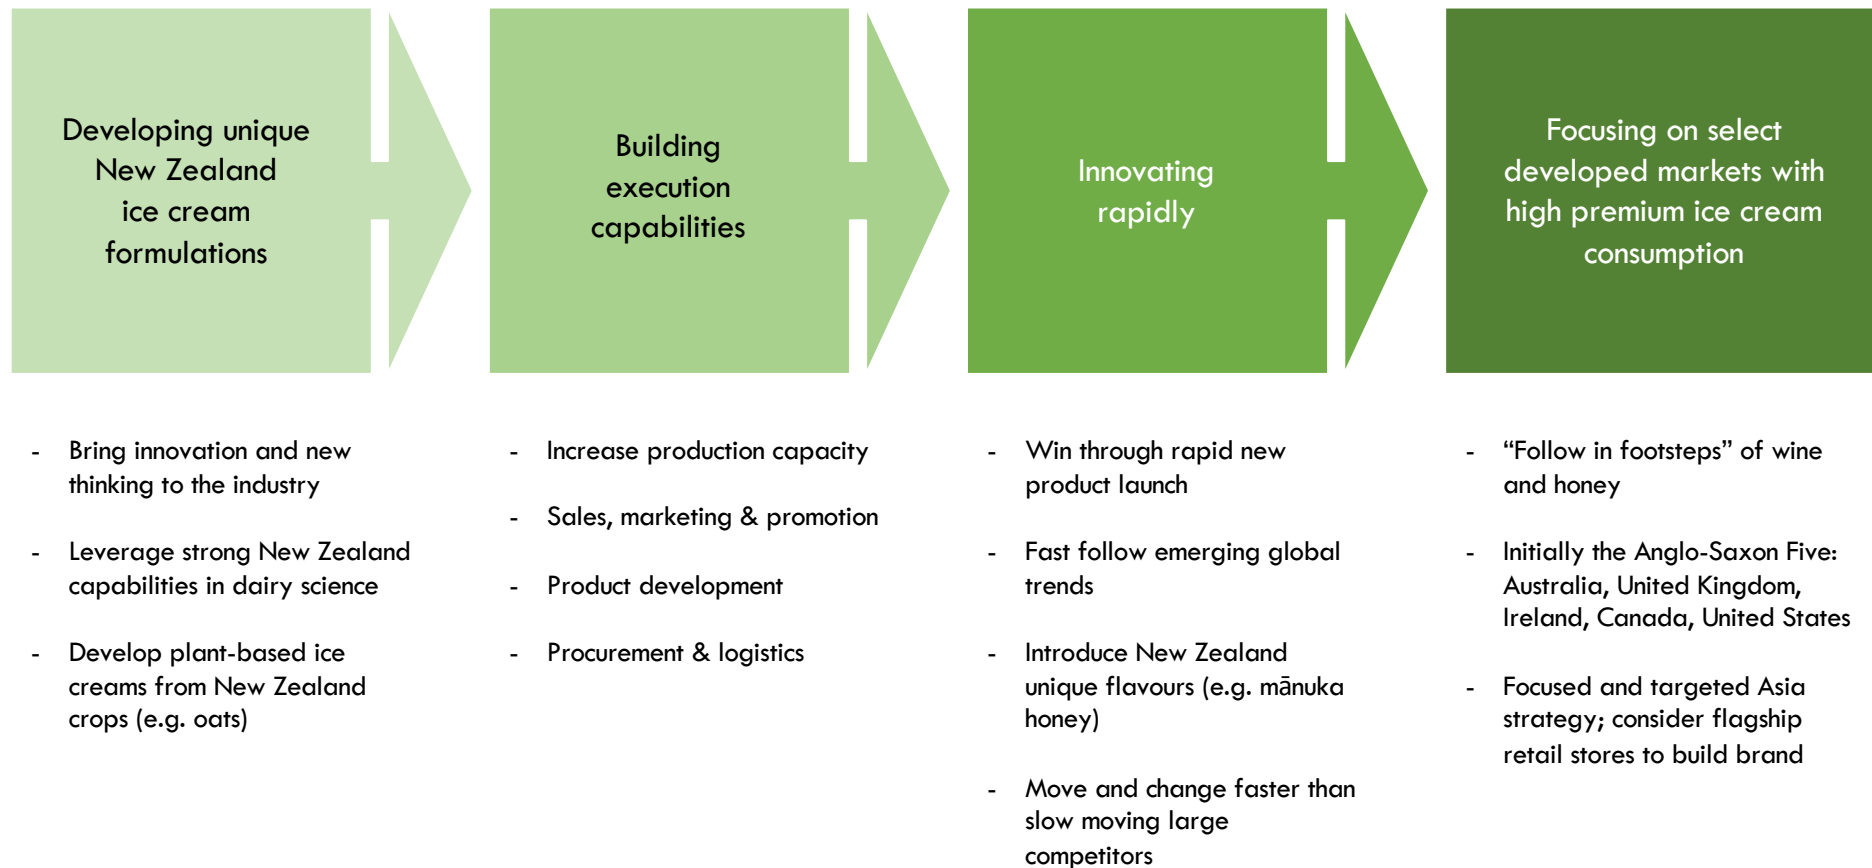 Developing unique
New Zealand
ice cream
formulations
Building
execution
capabilities
Innovating
rapidly
Focusing on select
developed markets with
high premium ice cream
consumption
- Bring innovation and new
thinking to the industry
- Leverage strong New Zealand
capabilities in dairy science
- Develop plant-based ice
creams from New Zealand
crops (e.g. oats)
- Increase production capacity
- Sales, marketing & promotion
- Product development
- Procurement & logistics
- Win through rapid new
product launch
- Fast follow emerging global
trends
- Introduce New Zealand
unique flavours (e.g. mānuka
honey)
- Move and change faster than
slow moving large
competitors
- “Follow in footsteps” of wine
and honey
- Initially the Anglo-Saxon Five:
Australia, United Kingdom,
Ireland, Canada, United States
- Focused and targeted Asia
strategy; consider flagship
retail stores to build brand